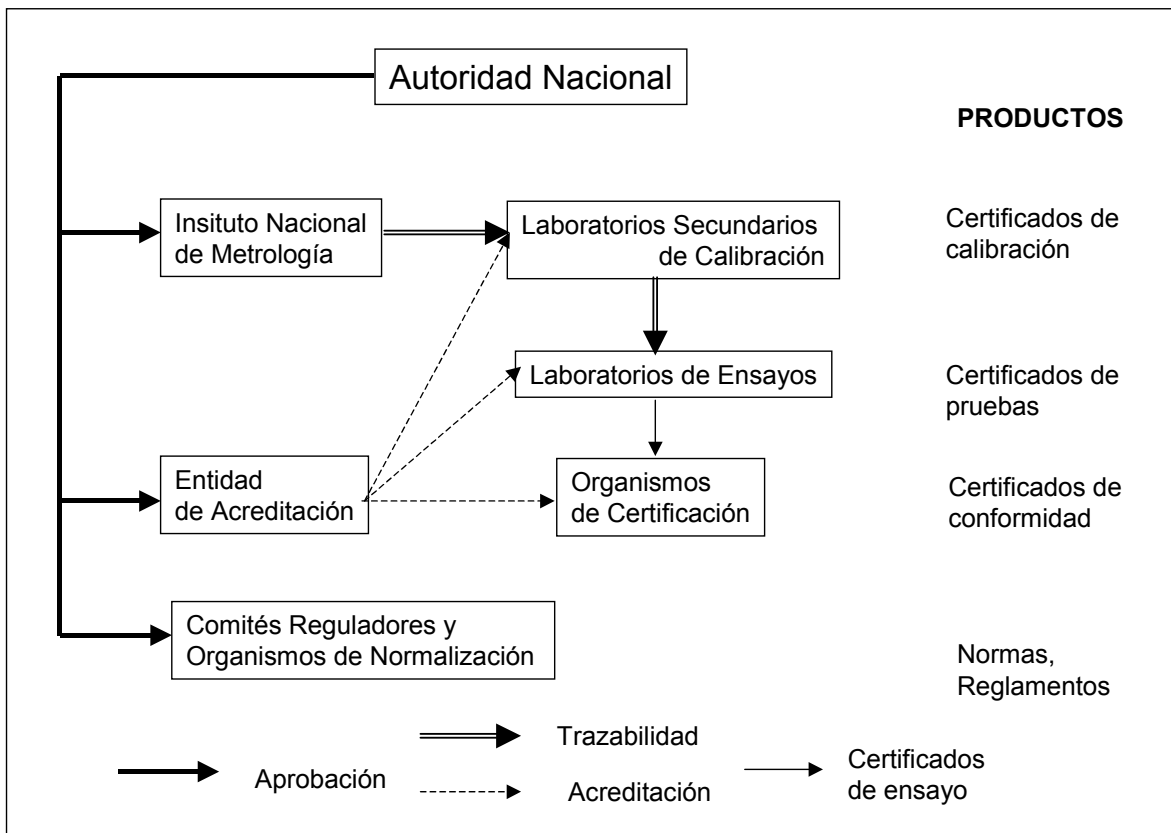 Autoridad Nacional
PRODUCTOS
Insituto Nacional
de Metrología
Laboratorios Secundarios
de Calibración
Certificados de
calibración
Laboratorios de Ensayos
Certificados de
pruebas
Entidad
de Acreditación
Organismos
de Certificación
Certificados de
conformidad
Comités Reguladores y
Organismos de Normalización
Normas,
Reglamentos
Trazabilidad
Aprobación
Acreditación
Certificados
de ensayo